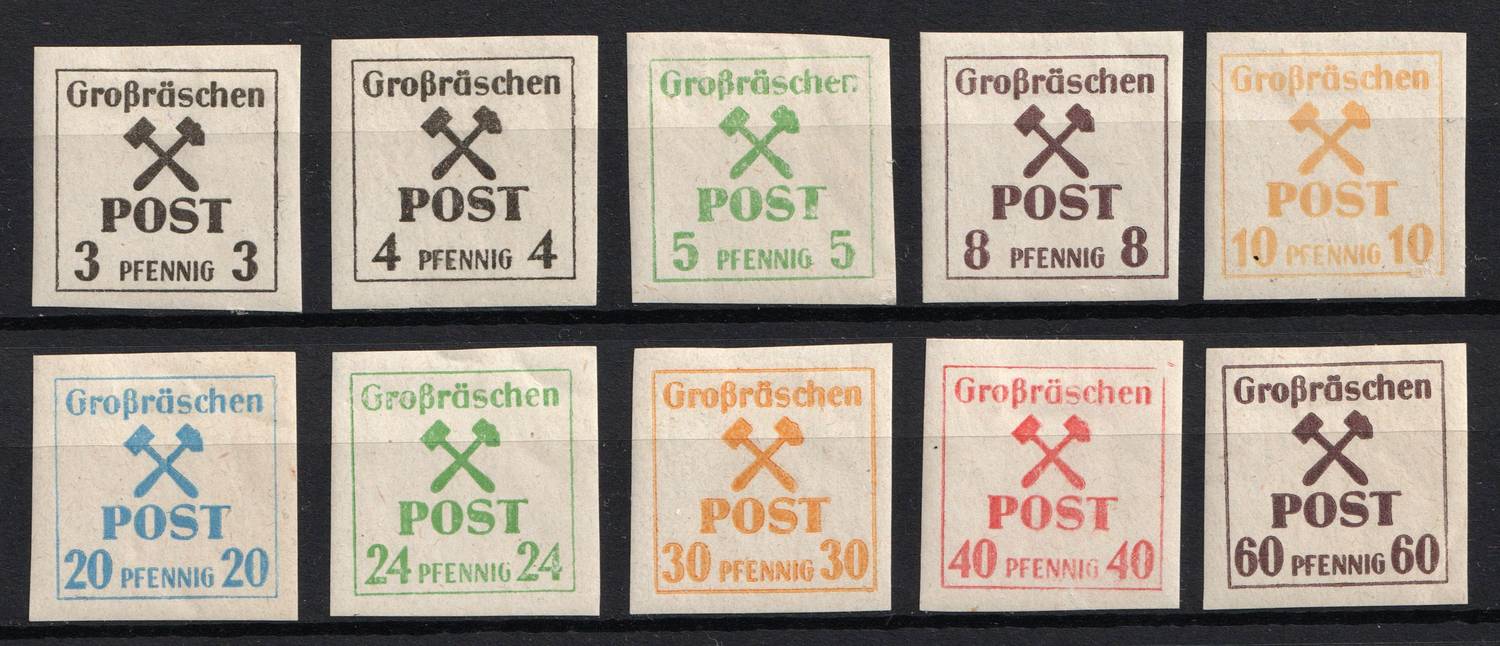 Großräschen
POST
3 PFENNIG 3
Großräschen
POST
4 PFENNIG 4
Großräschen
POST
5 PFENNIG 5
Großräschen
POST
8 PFENNIG 8
Großräschen
POST
10 PFENNIG 10
Großräschen
POST
20 PFENNIG 20
Großräschen
POST
24 PFENNIG 24
Großräschen
POST
30 PFENNIG 30
Großräschen
POST
40 PFENNIG 40
Großräschen
POST
60 PFENNIG 60